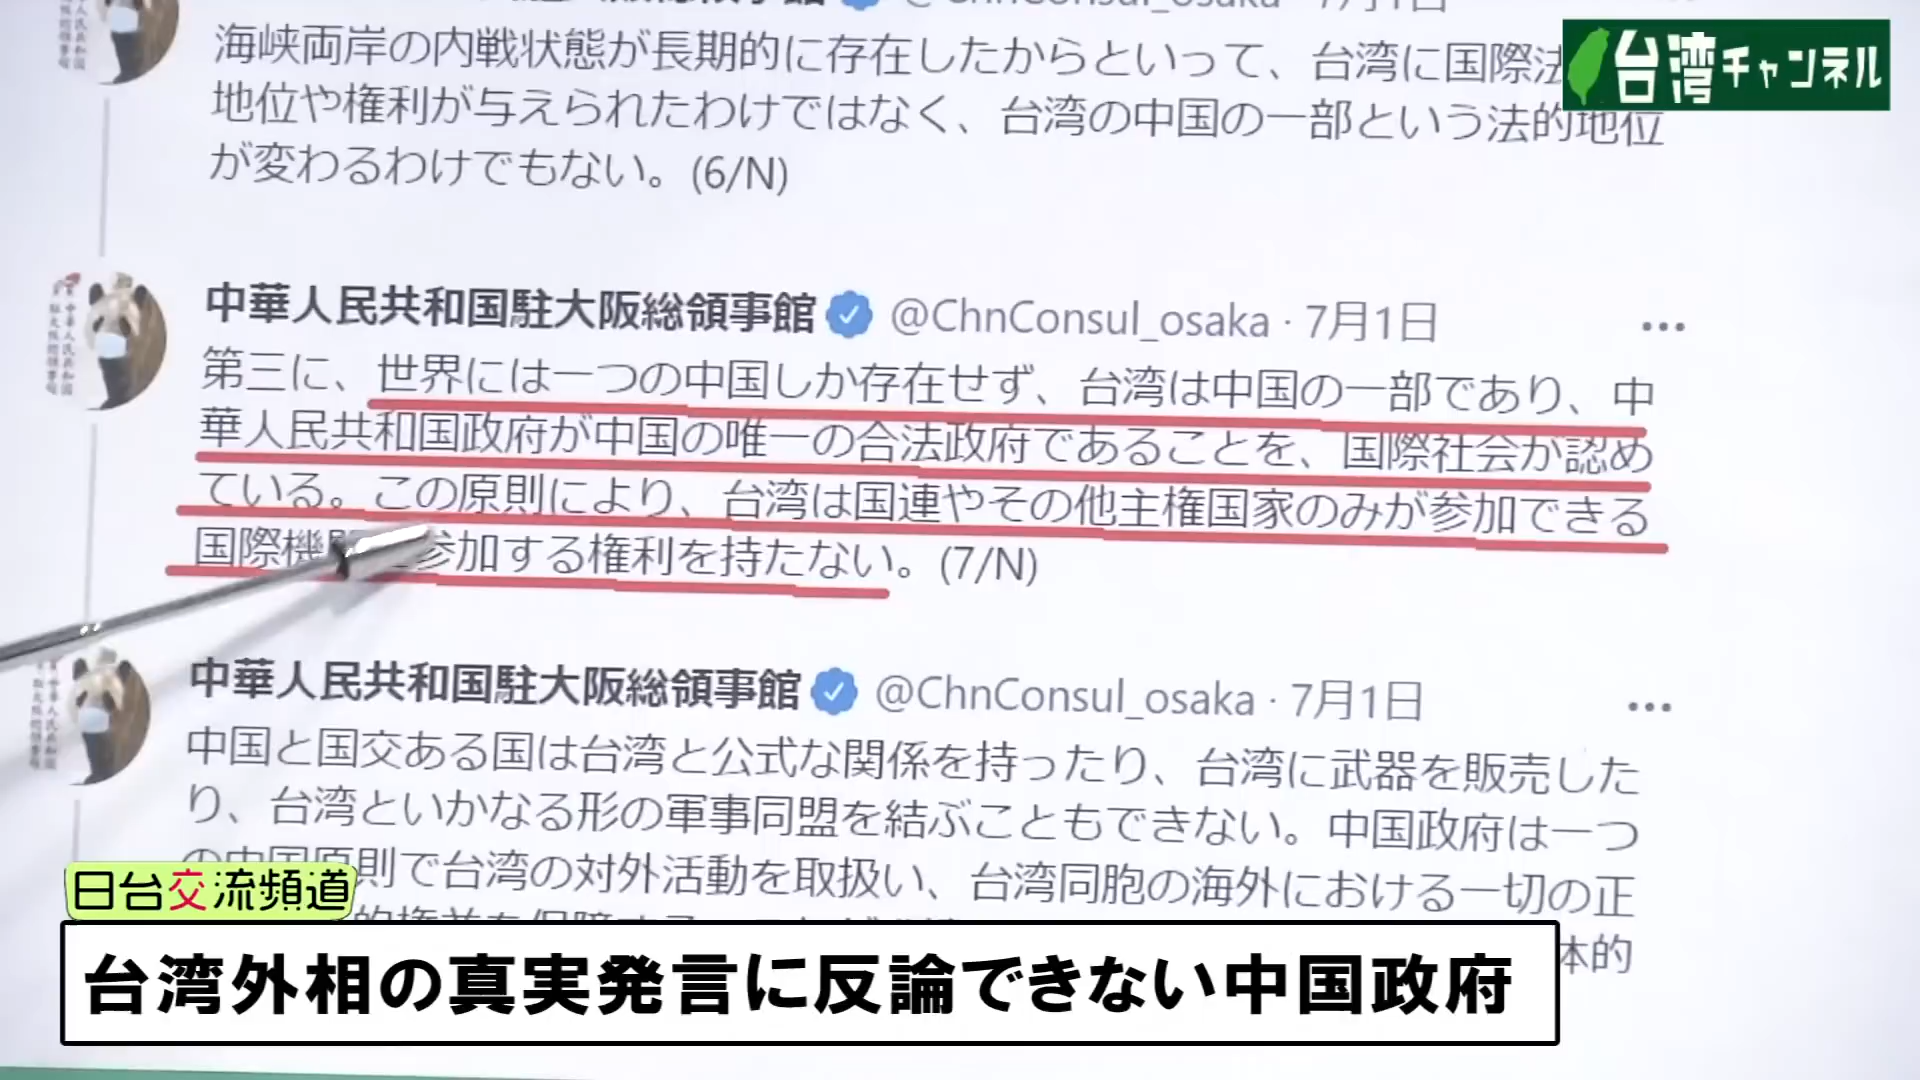 海峡両岸の内戦状態が長期的に存在したからといって、台湾に国際法
地位や権利が与えられたわけではなく、台湾の中国の一部という法的地位
が変わるわけでもない。(6/N)
台湾チャンネル
中華人民共和国駐大阪総領事館 @ChnConsul_osaka · 7月1日
第三に、世界には一つの中国しか存在せず、台湾は中国の一部であり、中
華人民共和国政府が中国の唯一の合法政府であることを、国際社会が認め
ている。この原則により、台湾は国連やその他主権国家のみが参加できる
国際機 参加する権利を持たない。(7/N)
中華人民共和国駐大阪総領事館 @ChnConsul_osaka · 7月1日
中国と国交ある国は台湾と公式な関係を持ったり、台湾に武器を販売した
り、台湾といかなる形の軍事同盟を結ぶこともできない。中国政府は一つ
の中国原則で台湾の対外活動を取扱い、台湾同胞の海外における一切の正
体的
日台交流頻道
台湾外相の真実発言に反論できない中国政府